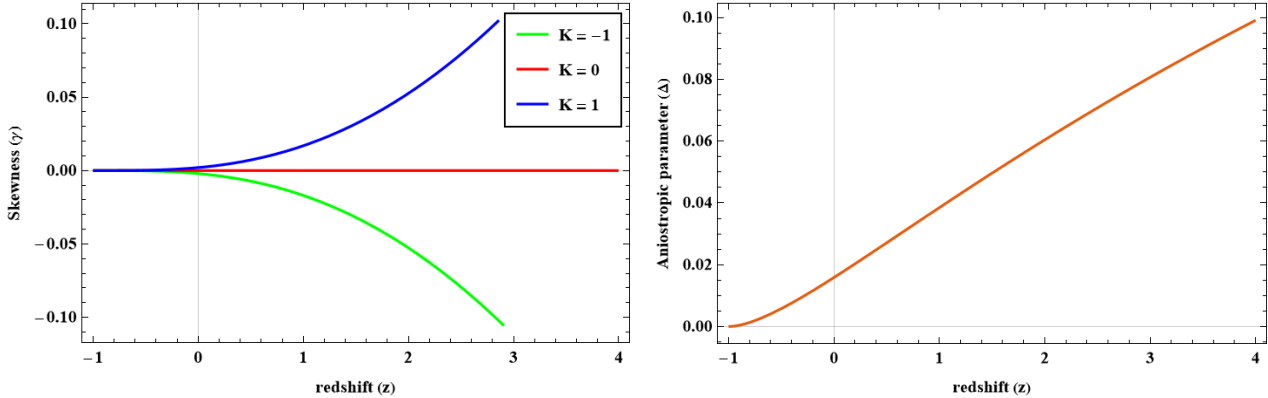 0.10
0.05
0.00
−0.05
−0.10
Skewness (γ)
K = −1
K = 0
K = 1
−1 0 1 2 3 4
redshift (z)
0.10
0.08
0.06
0.04
0.02
0.00
Aniostropic parameter (Δ)
−1 0 1 2 3 4
redshift (z)